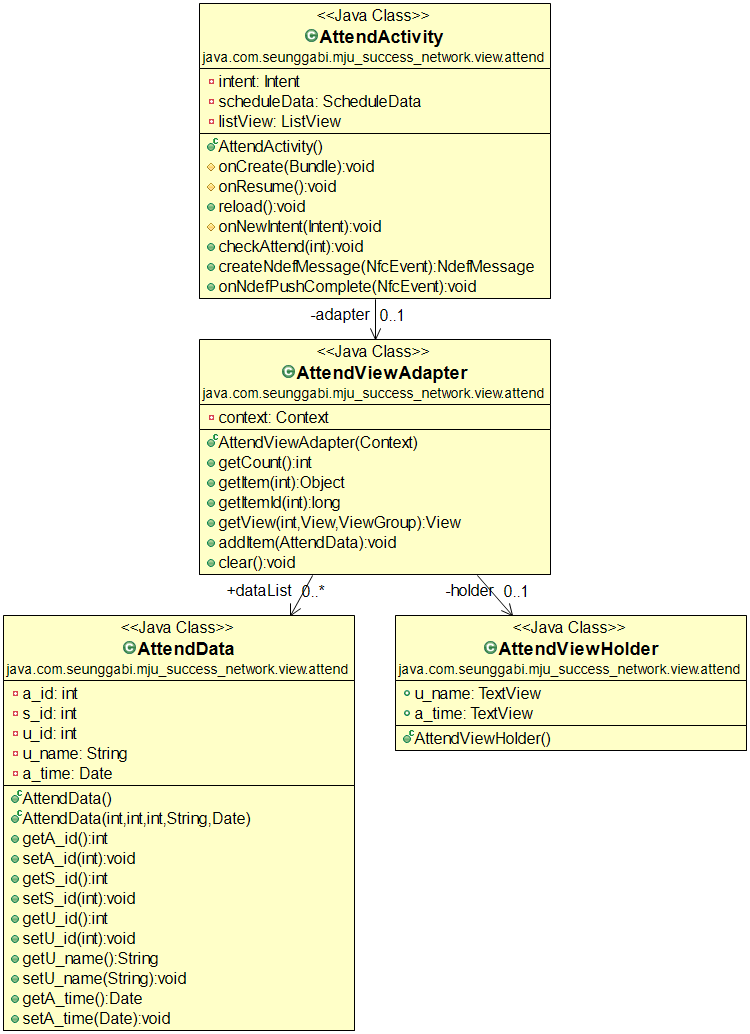 <<Java Class>>
AttendActivity
java.com.seunggabi.mju_success_network.view.attend
intent: Intent
scheduleData: ScheduleData
listView: ListView
AttendActivity()
onCreate(Bundle):void
onResume():void
reload():void
onNewIntent(Intent):void
checkAttend(int):void
createNdefMessage(NfcEvent):NdefMessage
onNdefPushComplete(NfcEvent):void
-adapter 0..1
<<Java Class>>
AttendViewAdapter
java.com.seunggabi.mju_success_network.view.attend
context: Context
AttendViewAdapter(Context)
getCount():int
getItem(int):Object
getItemId(int):long
getView(int,View,ViewGroup):View
addItem(AttendData):void
clear():void
+dataList 0..*
-holder 0..1
<<Java Class>>
AttendData
java.com.seunggabi.mju_success_network.view.attend
a_id: int
s_id: int
u_id: int
u_name: String
a_time: Date
AttendData()
AttendData(int,int,int,String,Date)
getA_id():int
setA_id(int):void
getS_id():int
setS_id(int):void
getU_id():int
setU_id(int):void
getU_name():String
setU_name(String):void
getA_time():Date
setA_time(Date):void
<<Java Class>>
AttendViewHolder
java.com.seunggabi.mju_success_network.view.attend
u_name: TextView
a_time: TextView
AttendViewHolder()